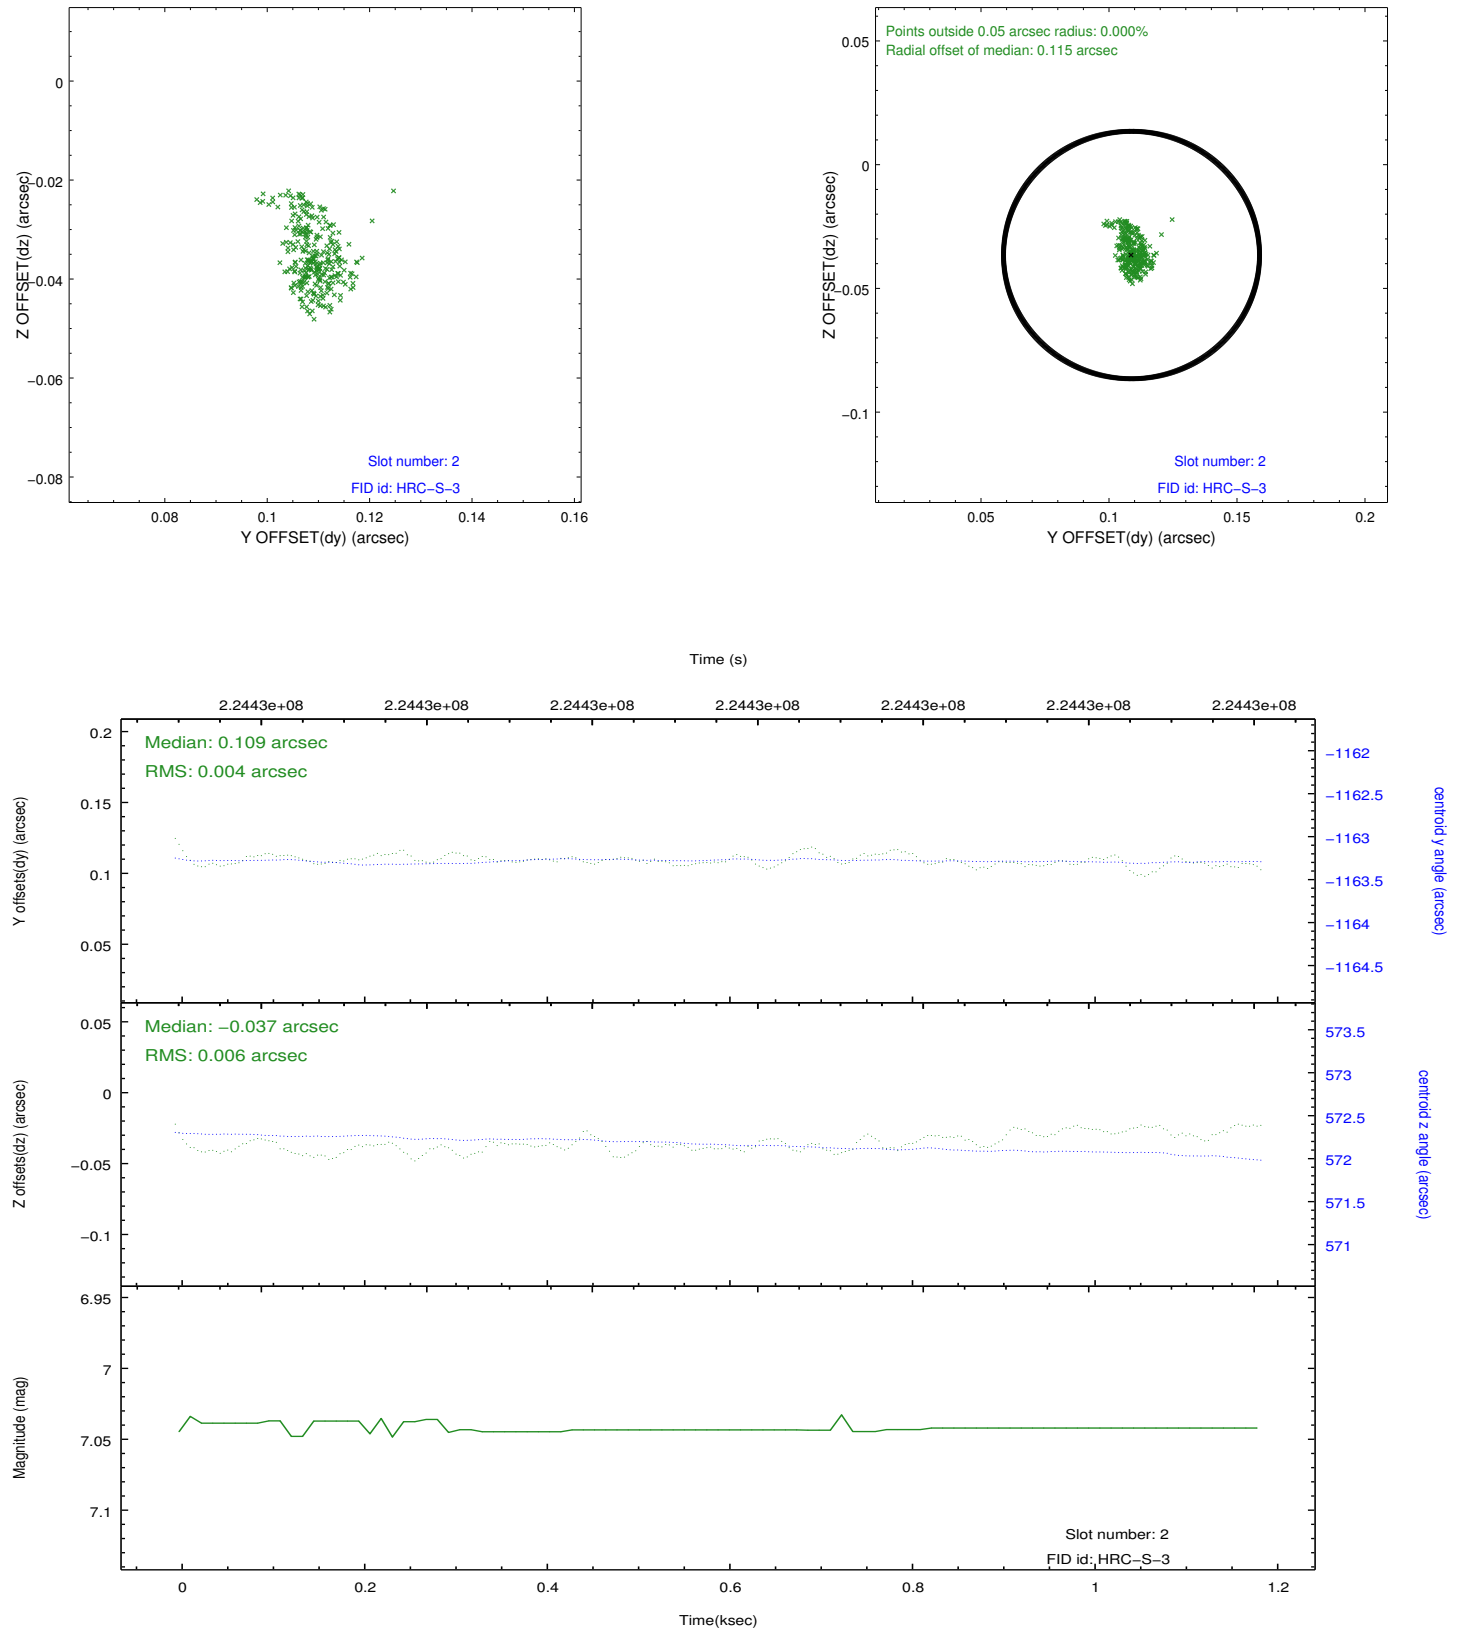 0
−0.02
−0.04
−0.06
−0.08
Z OFFSET(dz) (arcsec)
Slot number: 2
FID id: HRC−S−3
0.08 0.1 0.12 0.14 0.16
Y OFFSET(dy) (arcsec)
Points outside 0.05 arcsec radius: 0.000%
Radial offset of median: 0.115 arcsec
0.05
0
−0.05
−0.1
Z OFFSET(dz) (arcsec)
Slot number: 2
FID id: HRC−S−3
0.05 0.1 0.15 0.2
Y OFFSET(dy) (arcsec)
Time (s)
2.2443e+08 2.2443e+08 2.2443e+08 2.2443e+08 2.2443e+08 2.2443e+08 2.2443e+08
Median: 0.109 arcsec
RMS: 0.004 arcsec
0.2
0.15
0.1
0.05
Y offsets(dy) (arcsec)
−1162
−1162.5
−1163
−1163.5
−1164
−1164.5
centroid y angle (arcsec)
Median: −0.037 arcsec
RMS: 0.006 arcsec
0.05
0
−0.05
−0.1
Z offsets(dz) (arcsec)
573.5
573
572.5
572
571.5
571
centroid z angle (arcsec)
6.95
7
7.05
7.1
Magnitude (mag)
Slot number: 2
FID id: HRC−S−3
0 0.2 0.4 0.6 0.8 1 1.2
Time(ksec)